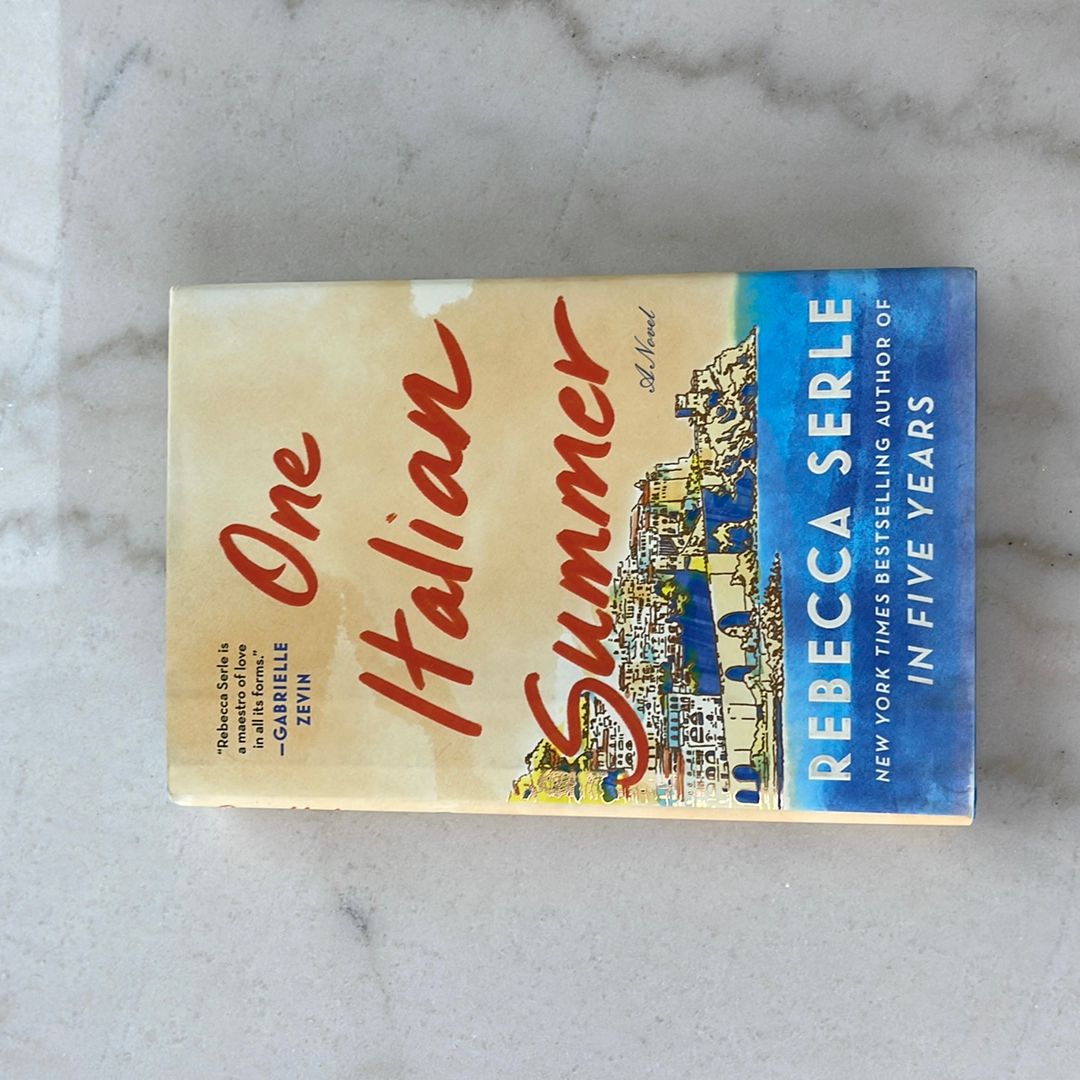 "Rebecca Serle is
a maestro of love
in all its forms."
—GABRIELLE
ZEVIN
One
Italian
Summer
A Novel
REBECCA SERLE
NEW YORK TIMES BESTSELLING AUTHOR OF
IN FIVE YEARS